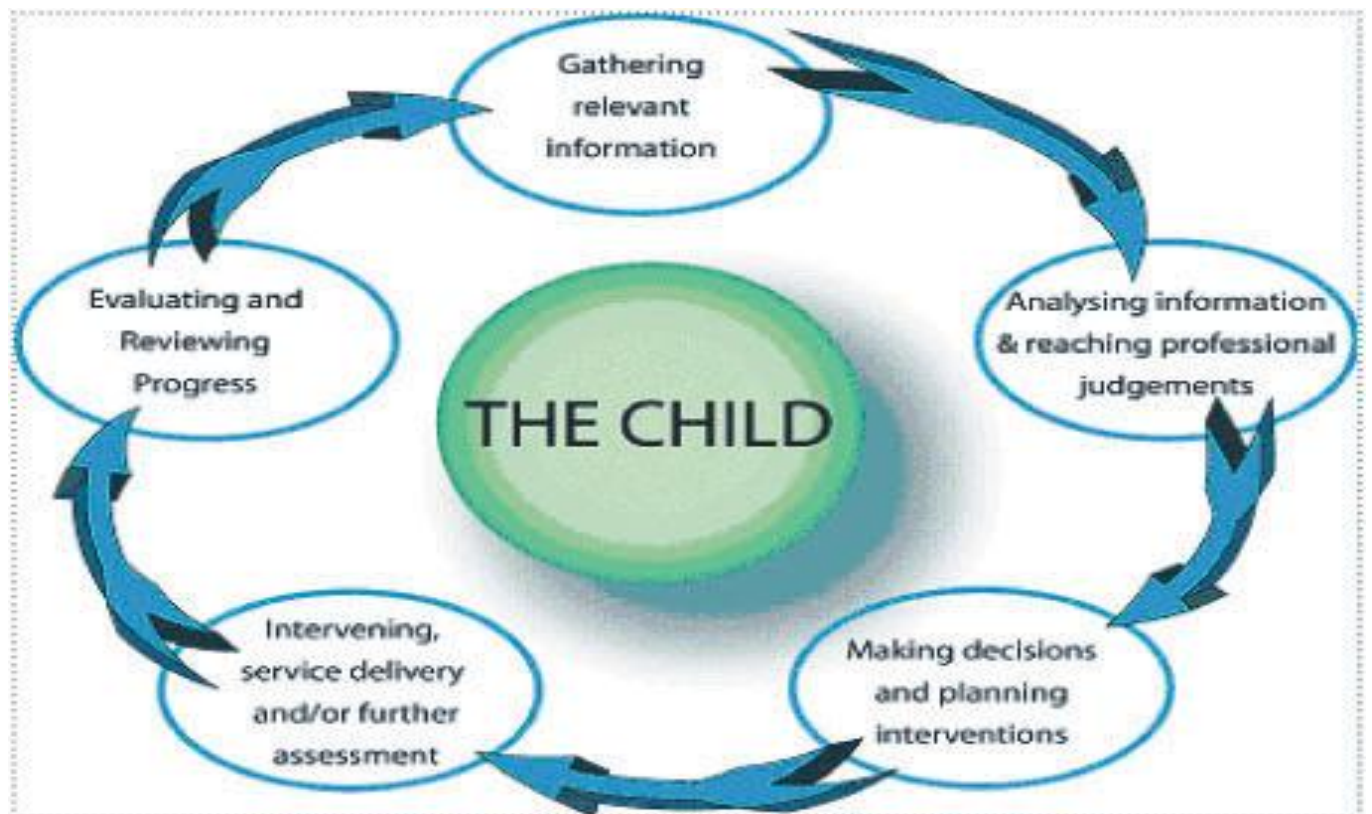 Gathering
relevant
information
Analysing information
& reaching professional
judgements
Making decisions
and planning
interventions
Intervening,
service delivery
and/or further
assessment
Evaluating and
Reviewing
Progress
THE CHILD